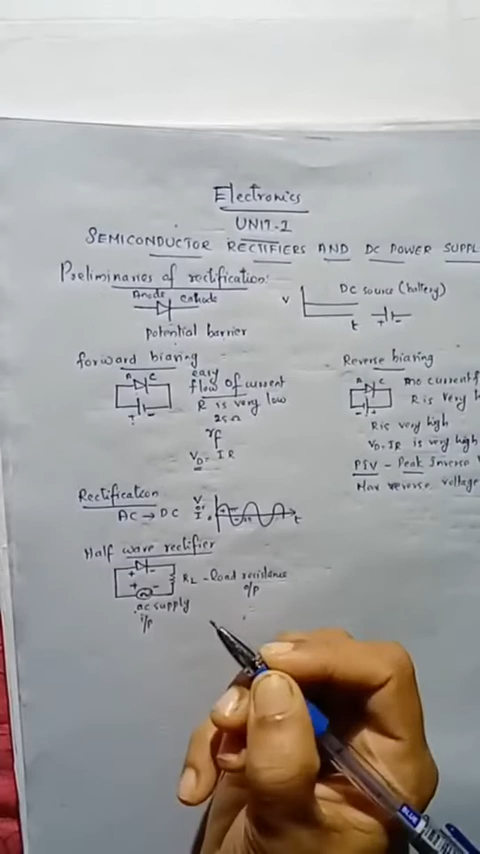 Electronics
UNIT-I
SEMICONDUCTOR RECTIFIERS AND DC POWER SUPPL
Preliminaries of rectification:
Anode Cathode
potential barrier
V
t
DC source (battery)
forward biasing
A C
+ -
easy
flow of current
R is very low
25Ω
rf
VD = IR
Reverse biasing
A C
- +
no current f
R is very
R is very high
VD = IR is very high
PIV - Peak Inverse V
Max reverse voltage
Rectification
AC → DC
V
or
I
t
Half wave rectifier
+ -
+ -
RL - load resistance
o/p
ac supply
i/p
BLUE